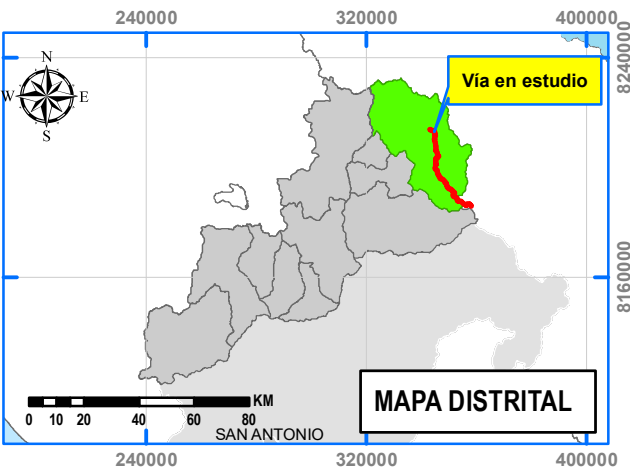 240000 320000 400000
N
W E
S
Vía en estudio
8240000
8160000
KM
0 10 20 40 60 80
SAN ANTONIO
MAPA DISTRITAL
240000 320000 400000